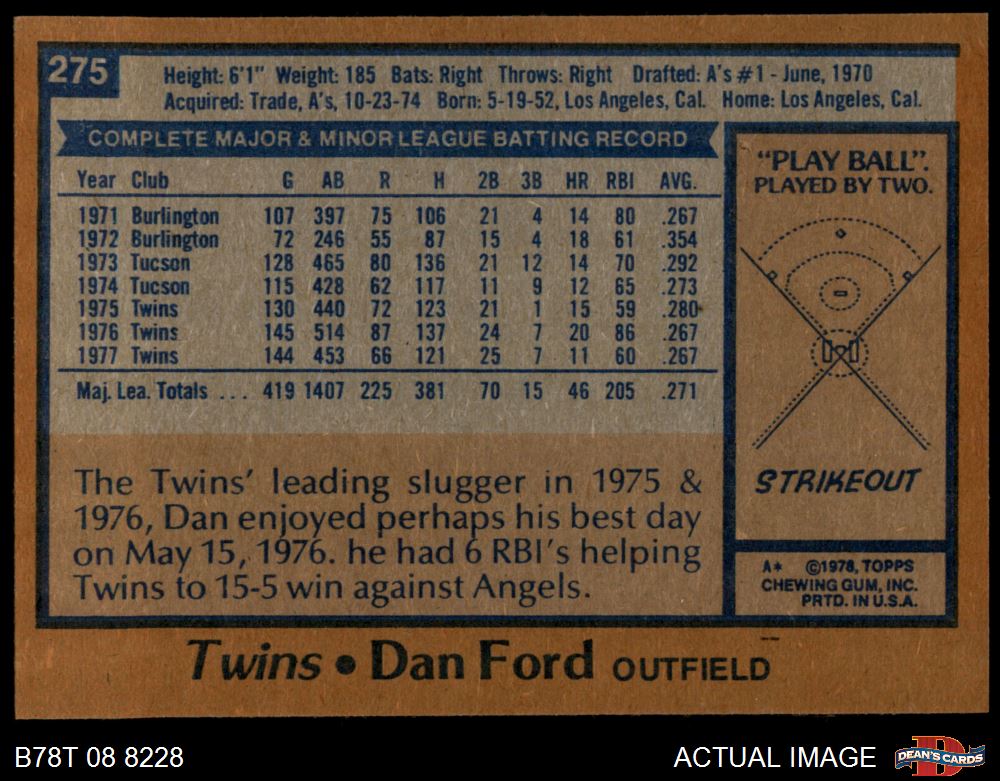 275
Height: 6'1" Weight: 185 Bats: Right Throws: Right Drafted: A's #1 - June, 1970
Acquired: Trade, A's, 10-23-74 Born: 5-19-52, Los Angeles, Cal. Home: Los Angeles, Cal.
COMPLETE MAJOR & MINOR LEAGUE BATTING RECORD
Year Club G AB R H 2B 3B HR RBI AVG.
1971 Burlington 107 397 75 106 21 4 14 80 .267
1972 Burlington 72 246 55 87 15 4 18 61 .354
1973 Tucson 128 465 80 136 21 12 14 70 .292
1974 Tucson 115 428 62 117 11 9 12 65 .273
1975 Twins 130 440 72 123 21 1 15 59 .280
1976 Twins 145 514 87 137 24 7 20 86 .267
1977 Twins 144 453 66 121 25 7 11 60 .267
Maj. Lea. Totals ... 419 1407 225 381 70 15 46 205 .271
The Twins' leading slugger in 1975 &
1976, Dan enjoyed perhaps his best day
on May 15, 1976. he had 6 RBI's helping
Twins to 15-5 win against Angels.
"PLAY BALL".
PLAYED BY TWO.
STRIKEOUT
A* ©1978, TOPPS
CHEWING GUM, INC.
PRTD. IN U.S.A.
Twins • Dan Ford OUTFIELD
B78T 08 8228
ACTUAL IMAGE
D
DEAN'S CARDS